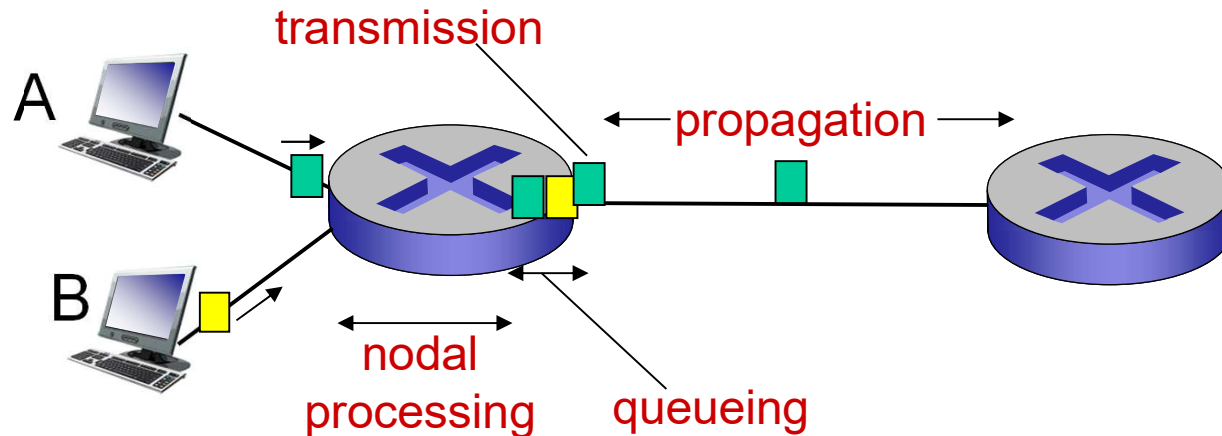 transmission
A
propagation
B
nodal
processing
queueing